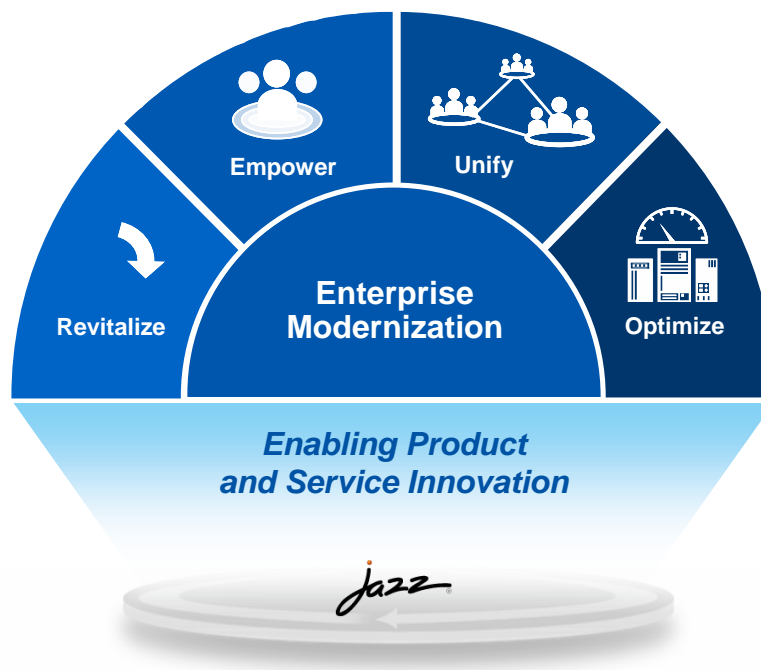 Empower
Unify
Revitalize
Optimize
Enterprise
Modernization
Enabling Product
and Service Innovation
jazz